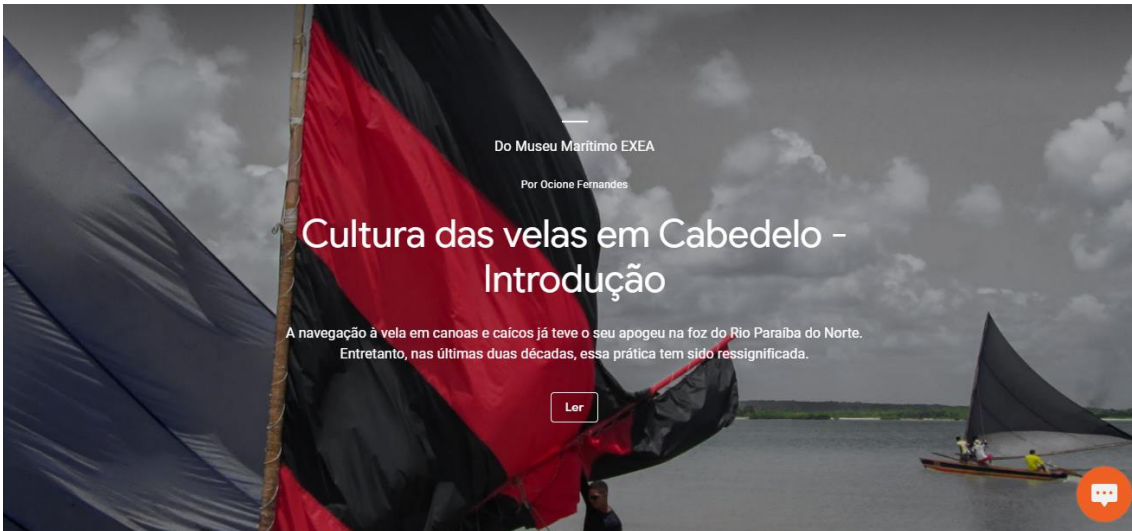 Do Museu Marítimo EXEA
Por Ocione Fernandes
Cultura das velas em Cabedelo -
Introdução
A navegação à vela em canoas e caícos já teve o seu apogeu na foz do Rio Paraíba do Norte.
Entretanto, nas últimas duas décadas, essa prática tem sido ressignificada.
Ler